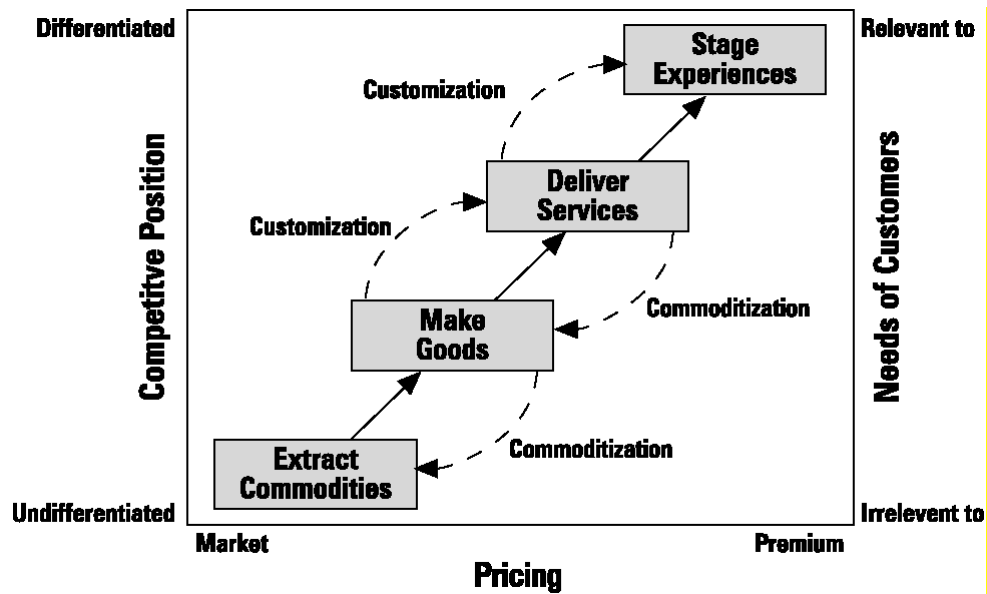 Differentiated
Relevant to
Stage
Experiences
Customization
Competitve Position
Needs of Customers
Deliver
Services
Customization
Commoditization
Make
Goods
Commoditization
Extract
Commodities
Undifferentiated
Irrelevent to
Market
Premium
Pricing